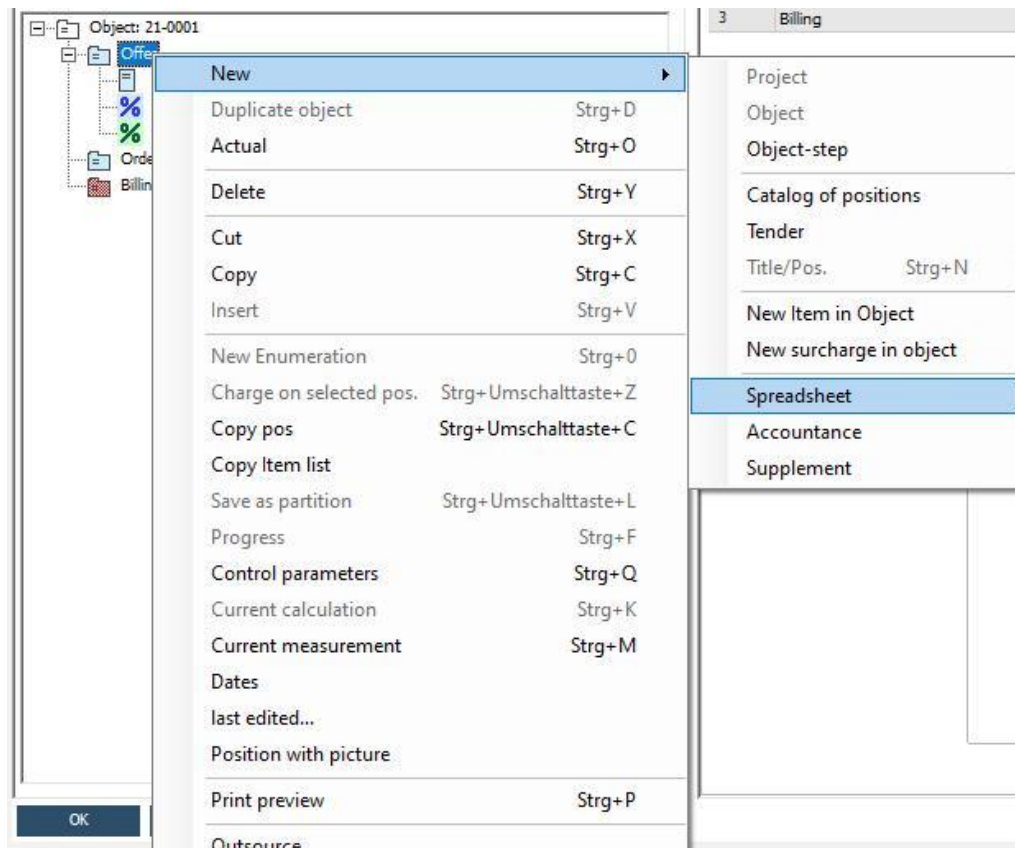 Object: 21-0001
Offer
Orde
Billin
OK
New
Duplicate object Strg+D
Actual Strg+O
Delete Strg+Y
Cut Strg+X
Copy Strg+C
Insert Strg+V
New Enumeration Strg+0
Charge on selected pos. Strg+Umschalttaste+Z
Copy pos Strg+Umschalttaste+C
Copy Item list
Save as partition Strg+Umschalttaste+L
Progress Strg+F
Control parameters Strg+Q
Current calculation Strg+K
Current measurement Strg+M
Dates
last edited...
Position with picture
Print preview Strg+P
Outsource
3 Billing
Project
Object
Object-step
Catalog of positions
Tender
Title/Pos. Strg+N
New Item in Object
New surcharge in object
Spreadsheet
Accountance
Supplement